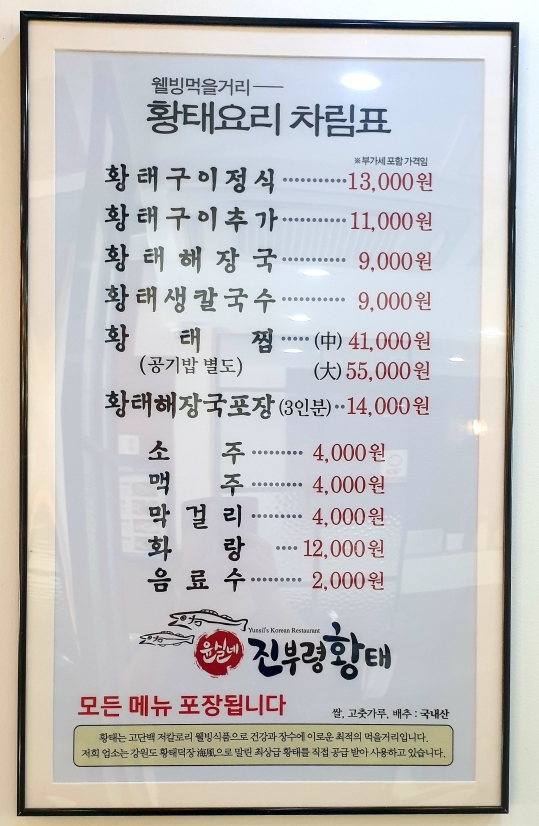 웰빙먹을거리──
황태요리 차림표
※부가세 포함 가격임
황태구이정식 ··········· 13,000원
황태구이추가 ··········· 11,000원
황태해장국 ··········· 9,000원
황태생칼국수 ··········· 9,000원
황태찜 ····· (中) 41,000원
(공기밥 별도) (大) 55,000원
황태해장국포장(3인분)·· 14,000원
소주 ········· 4,000원
맥주 ········· 4,000원
막걸리 ········· 4,000원
화랑 ···· 12,000원
음료수 ········· 2,000원
Yunsil's Korean Restaurant
윤실네 진부령황태
모든 메뉴 포장됩니다
쌀, 고춧가루, 배추 : 국내산
황태는 고단백 저칼로리 웰빙식품으로 건강과 장수에 이로운 최적의 먹을거리입니다.
저희 업소는 강원도 황태덕장 海風으로 말린 최상급 황태를 직접 공급 받아 사용하고 있습니다.